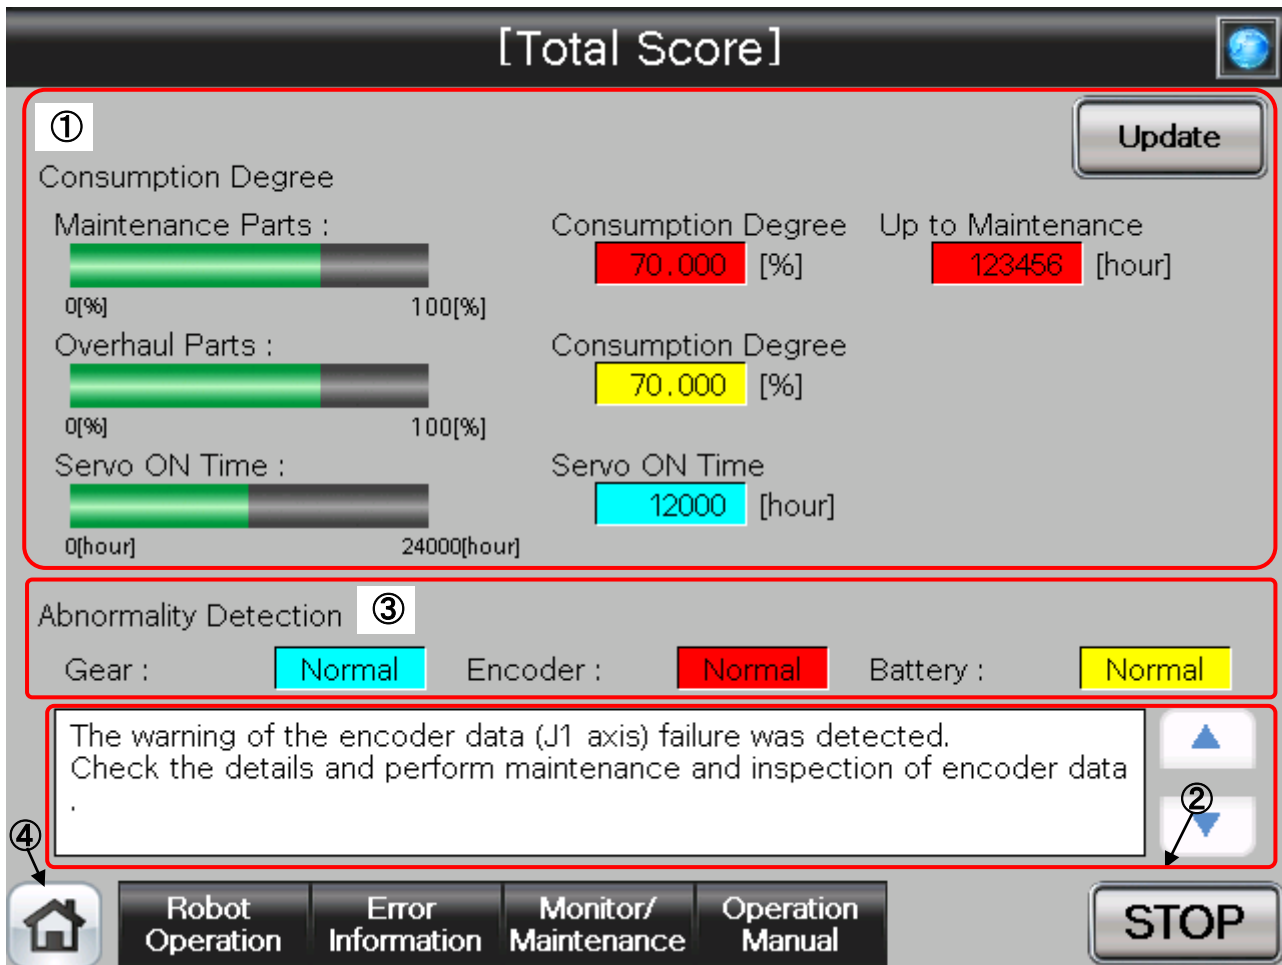 [Total Score]
①
Update
Consumption Degree
Maintenance Parts :
Consumption Degree
Up to Maintenance
70.000 [%]
123456 [hour]
0[%]
100[%]
Overhaul Parts :
Consumption Degree
70.000 [%]
0[%]
100[%]
Servo ON Time :
Servo ON Time
12000 [hour]
0[hour]
24000[hour]
Abnormality Detection
③
Gear :
Normal
Encoder :
Normal
Battery :
Normal
The warning of the encoder data (J1 axis) failure was detected.
Check the details and perform maintenance and inspection of encoder data
.
②
④
Robot
Operation
Error
Information
Monitor/
Maintenance
Operation
Manual
STOP